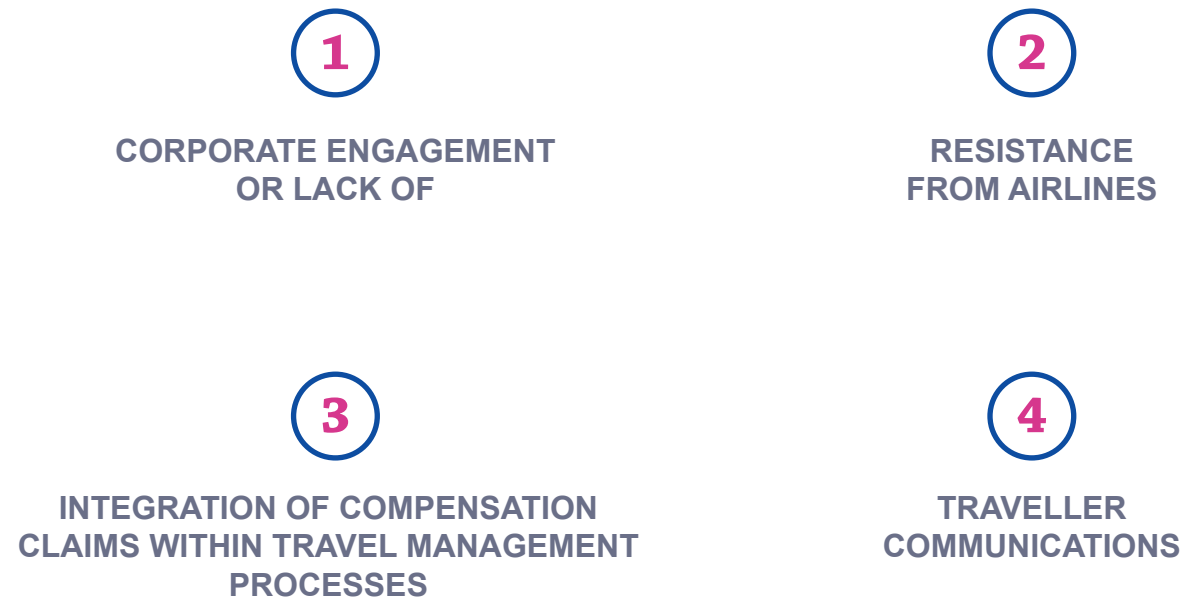 1
CORPORATE ENGAGEMENT
OR LACK OF
2
RESISTANCE
FROM AIRLINES
3
INTEGRATION OF COMPENSATION
CLAIMS WITHIN TRAVEL MANAGEMENT
PROCESSES
4
TRAVELLER
COMMUNICATIONS